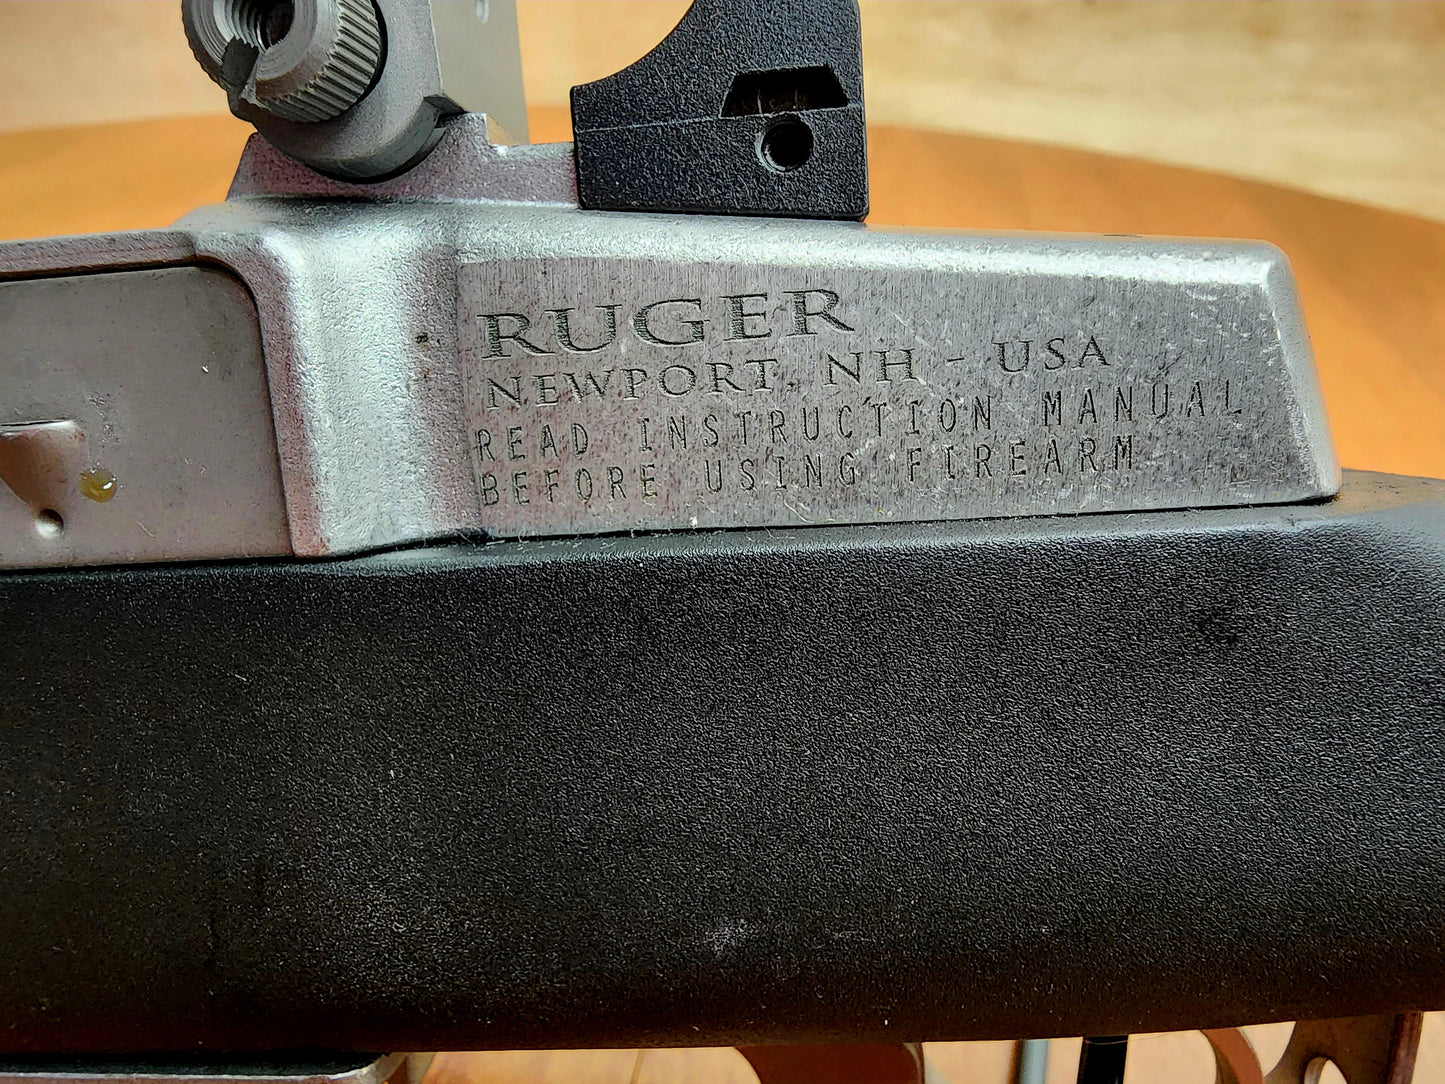 RUGER
NEWPORT, NH - USA
READ INSTRUCTION MANUAL
BEFORE USING FIREARM